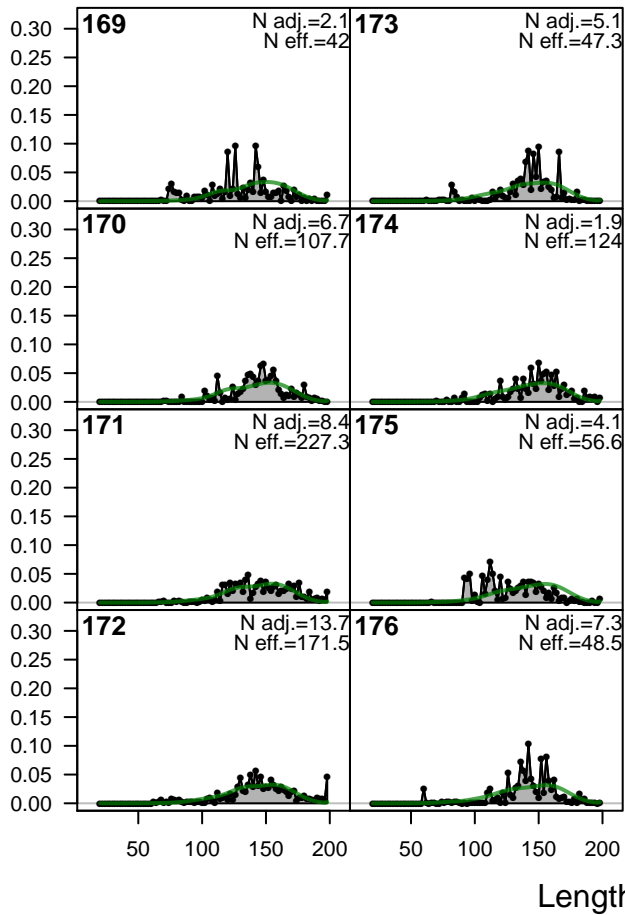 169
N adj.=2.1
N eff.=42
173
N adj.=5.1
N eff.=47.3
0.30
0.25
0.20
0.15
0.10
0.05
0.00
170
N adj.=6.7
N eff.=107.7
174
N adj.=1.9
N eff.=124
0.30
0.25
0.20
0.15
0.10
0.05
0.00
171
N adj.=8.4
N eff.=227.3
175
N adj.=4.1
N eff.=56.6
0.30
0.25
0.20
0.15
0.10
0.05
0.00
172
N adj.=13.7
N eff.=171.5
176
N adj.=7.3
N eff.=48.5
0.30
0.25
0.20
0.15
0.10
0.05
0.00
50 100 150 200 50 100 150 200
Length